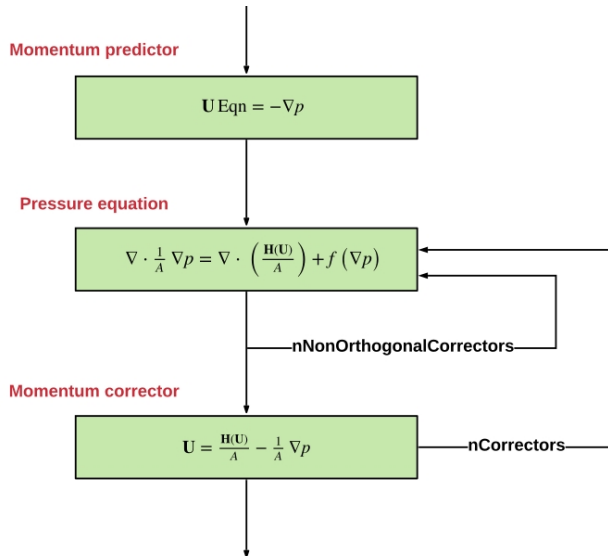 Momentum predictor
U Eqn = −∇p
Pressure equation
∇ · 1/A ∇p = ∇ · (H(U)/A) + f (∇p)
nNonOrthogonalCorrectors
Momentum corrector
U = H(U)/A − 1/A ∇p
nCorrectors